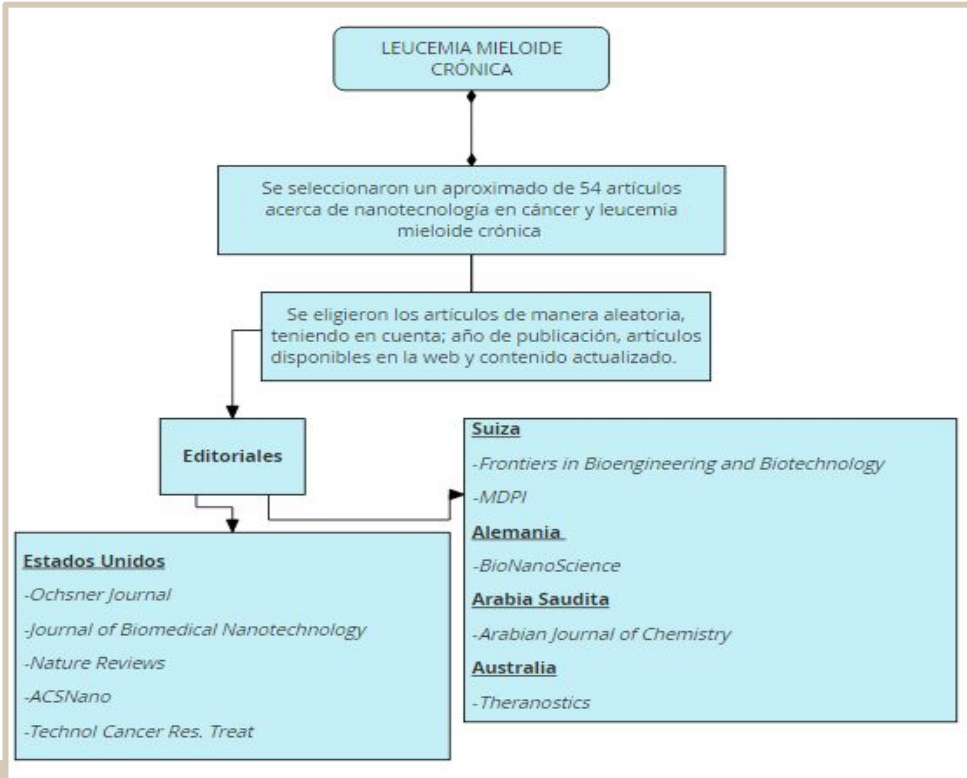 LEUCEMIA MIELOIDE
CRÓNICA
Se seleccionaron un aproximado de 54 artículos
acerca de nanotecnología en cáncer y leucemia
mieloide crónica
Se eligieron los artículos de manera aleatoria,
teniendo en cuenta; año de publicación, artículos
disponibles en la web y contenido actualizado.
Editoriales
Estados Unidos
-Ochsner Journal
-Journal of Biomedical Nanotechnology
-Nature Reviews
-ACSNano
-Technol Cancer Res. Treat
Suiza
-Frontiers in Bioengineering and Biotechnology
-MDPI
Alemania
-BioNanoScience
Arabia Saudita
-Arabian Journal of Chemistry
Australia
-Theranostics